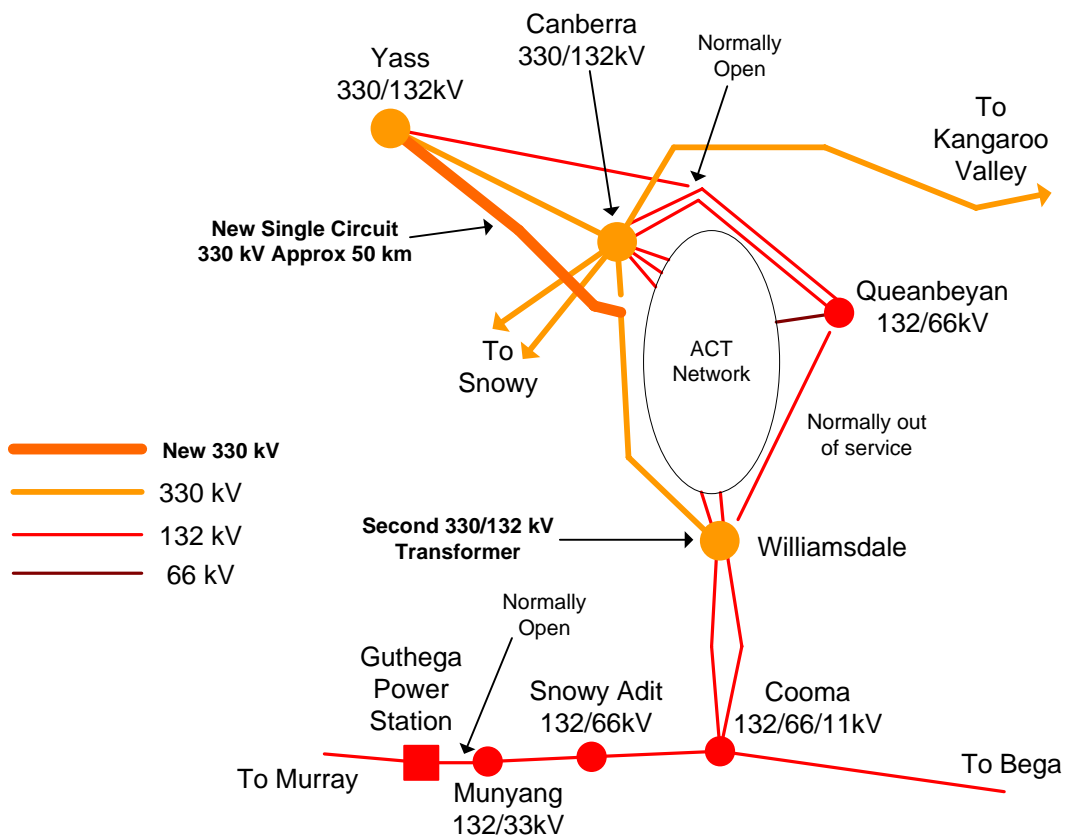 Canberra
330/132kV
Normally
Open
Yass
330/132kV
To
Kangaroo
Valley
New Single Circuit
330 kV Approx 50 km
Queanbeyan
132/66kV
To
Snowy
ACT
Network
Normally out
of service
New 330 kV
330 kV
132 kV
66 kV
Second 330/132 kV
Transformer
Williamsdale
Normally
Open
Guthega
Power
Station
Snowy Adit
132/66kV
Cooma
132/66/11kV
To Murray
Munyang
132/33kV
To Bega